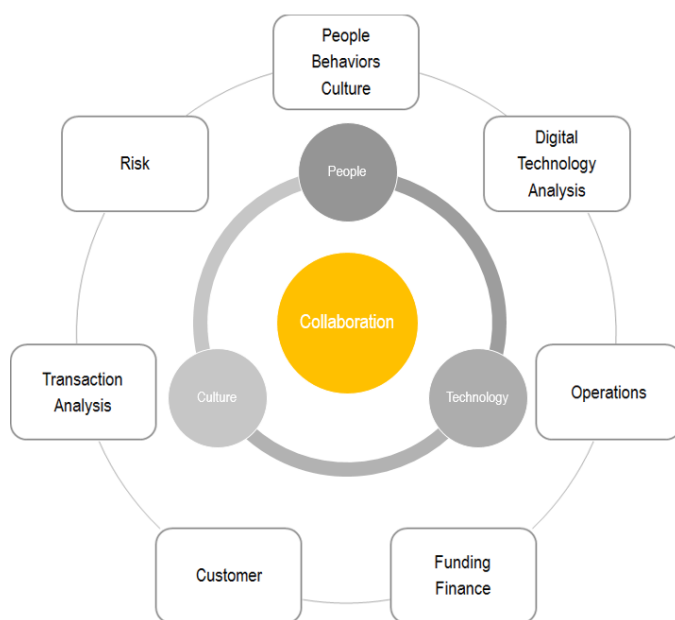 People
Behaviors
Culture
Digital
Technology
Analysis
Risk
People
Collaboration
Transaction
Analysis
Culture
Technology
Operations
Customer
Funding
Finance